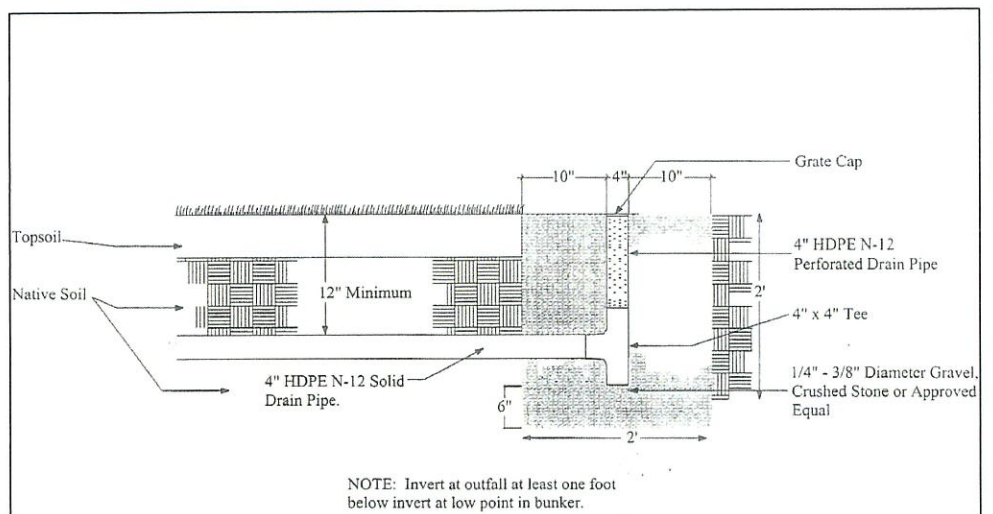 Grate Cap
10"
4"
10"
Topsoil
4" HDPE N-12
Perforated Drain Pipe
Native Soil
12" Minimum
2'
4" x 4" Tee
4" HDPE N-12 Solid
Drain Pipe.
1/4" - 3/8" Diameter Gravel,
Crushed Stone or Approved
Equal
6"
2'
NOTE: Invert at outfall at least one foot
below invert at low point in bunker.